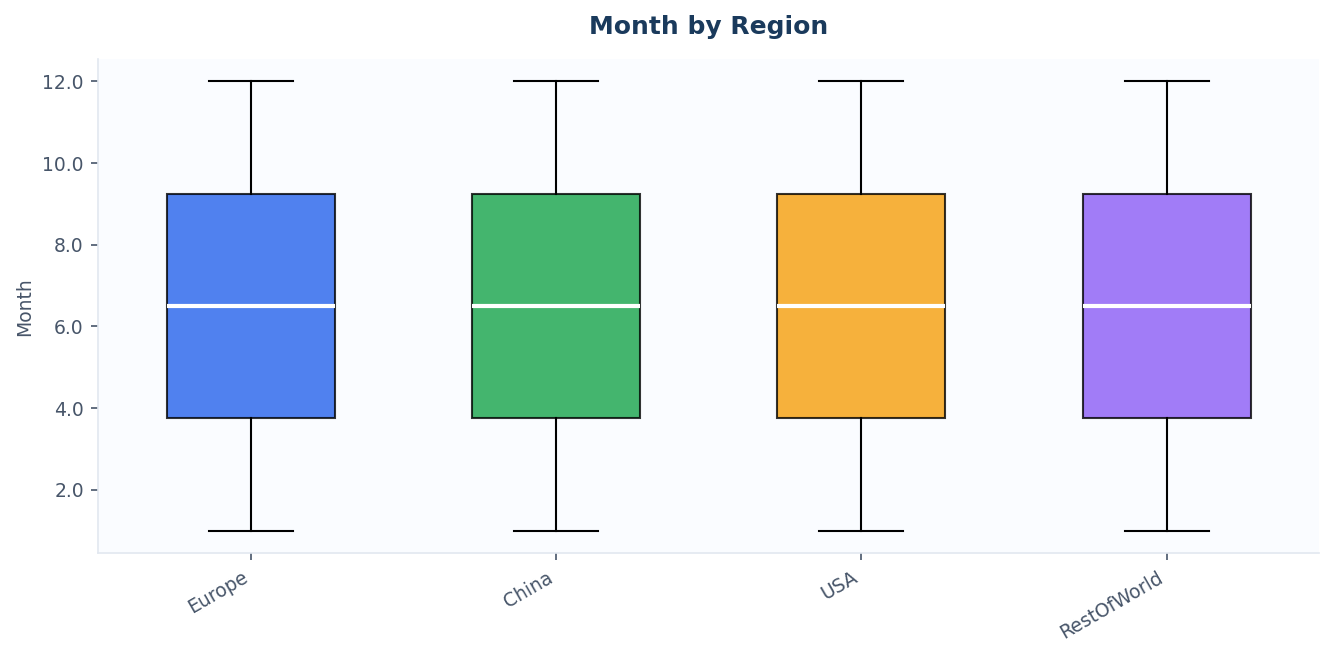 Month by Region
12.0
10.0
8.0
6.0
4.0
2.0
Month
Europe
China
USA
RestOfWorld